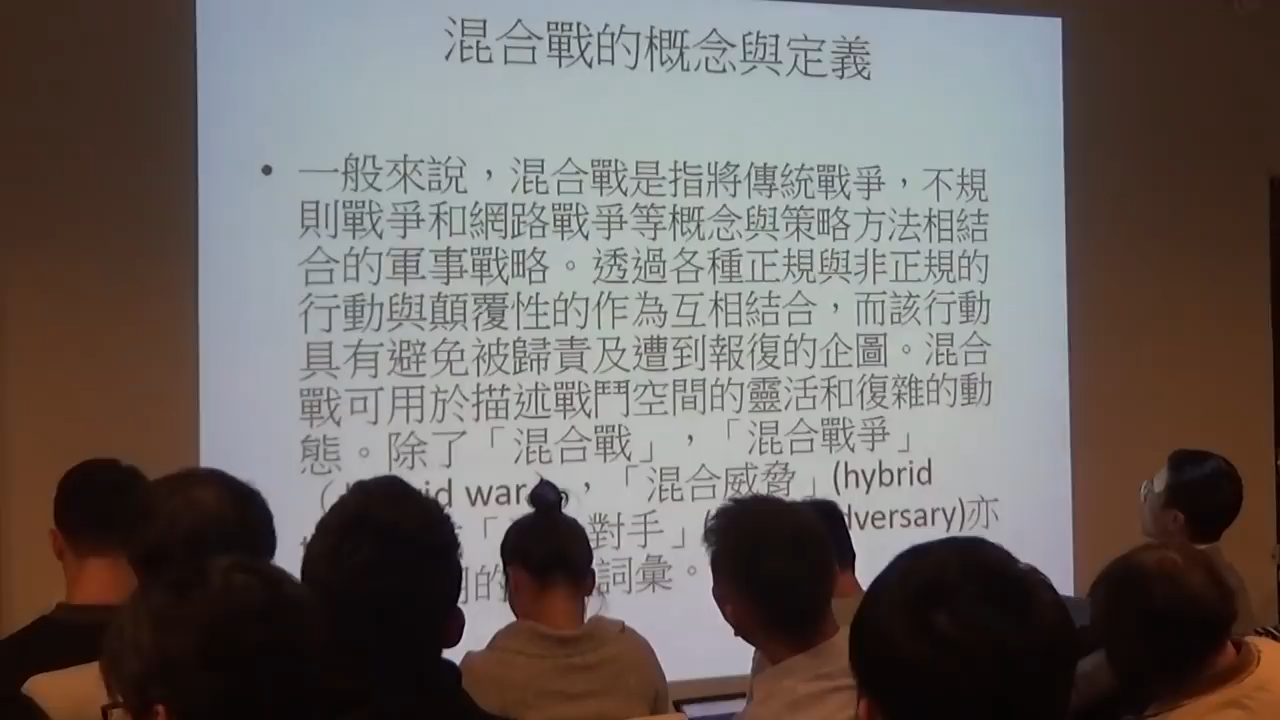 混合戰的概念與定義
• 一般來說，混合戰是指將傳統戰爭，不規
則戰爭和網路戰爭等概念與策略方法相結
合的軍事戰略。透過各種正規與非正規的
行動與顛覆性的作為互相結合，而該行動
具有避免被歸責及遭到報復的企圖。混合
戰可用於描述戰鬥空間的靈活和復雜的動
態。除了「混合戰」，「混合戰爭」
，「混合威脅」(hybrid
對手」 亦
詞彙。